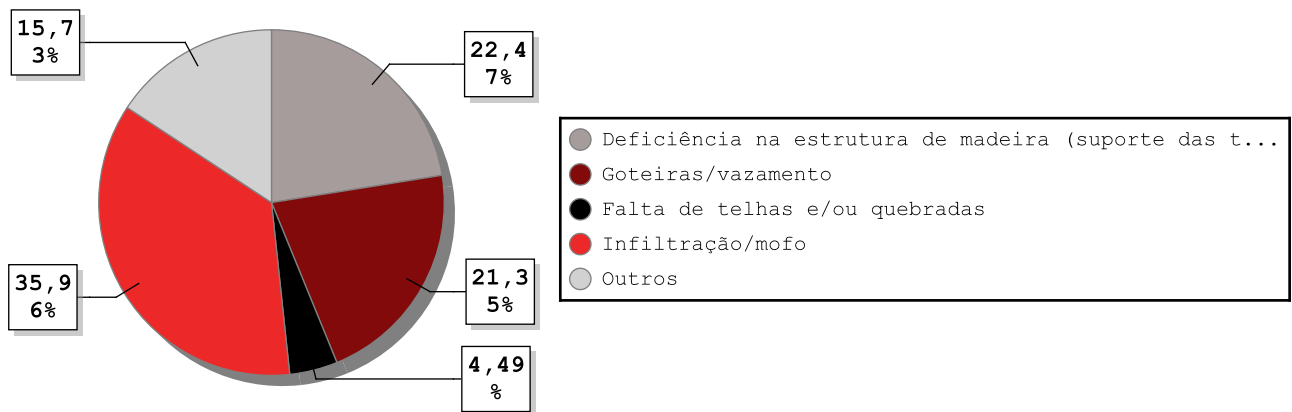 15,7
3%
22,4
7%
35,9
6%
21,3
5%
4,49
%
Deficiência na estrutura de madeira (suporte das t...
Goteiras/vazamento
Falta de telhas e/ou quebradas
Infiltração/mofo
Outros